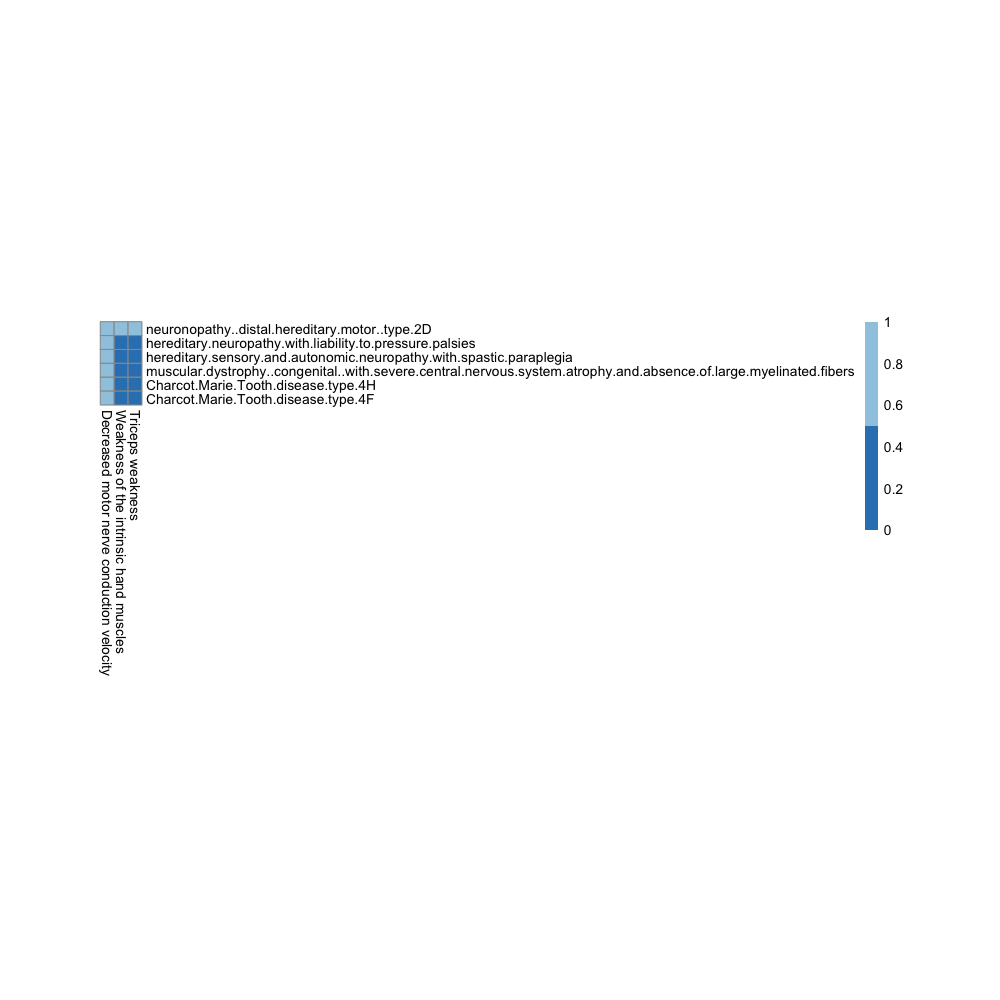 neuronopathy..distal.hereditary.motor..type.2D
hereditary.neuropathy.with.liability.to.pressure.palsies
hereditary.sensory.and.autonomic.neuropathy.with.spastic.paraplegia
muscular.dystrophy..congenital..with.severe.central.nervous.system.atrophy.and.absence.of.large.myelinated.fibers
Charcot.Marie.Tooth.disease.type.4H
Charcot.Marie.Tooth.disease.type.4F
Decreased motor nerve conduction velocity
Weakness of the intrinsic hand muscles
Triceps weakness
1
0.8
0.6
0.4
0.2
0